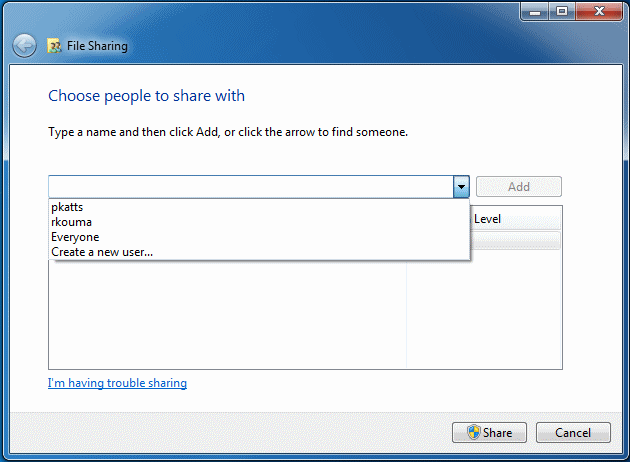 File Sharing
Choose people to share with
Type a name and then click Add, or click the arrow to find someone.
Add
pkatts
rkouma
Everyone
Create a new user...
Level
I'm having trouble sharing
Share
Cancel